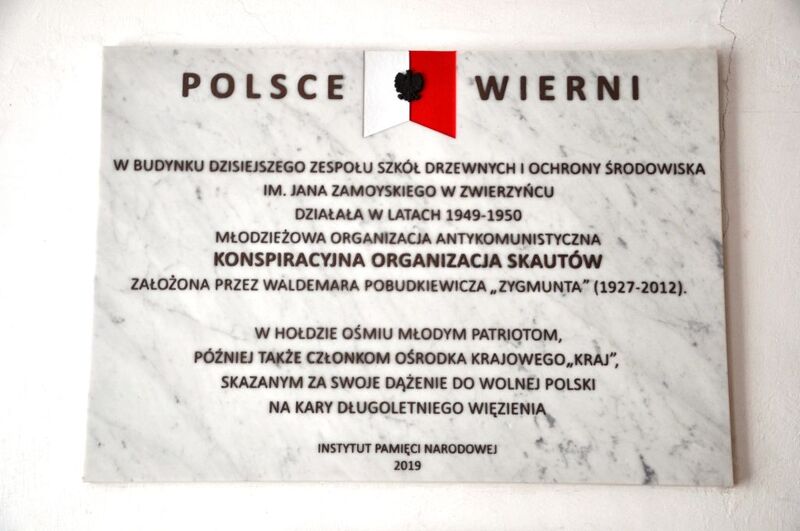 POLSCE WIERNI
W BUDYNKU DZISIEJSZEGO ZESPOŁU SZKÓŁ DRZEWNYCH I OCHRONY ŚRODOWISKA
IM. JANA ZAMOYSKIEGO W ZWIERZYŃCU
DZIAŁAŁA W LATACH 1949-1950
MŁODZIEŻOWA ORGANIZACJA ANTYKOMUNISTYCZNA
KONSPIRACYJNA ORGANIZACJA SKAUTÓW
ZAŁOŻONA PRZEZ WALDEMARA POBUDKIEWICZA „ZYGMUNTA” (1927-2012).
W HOŁDZIE OŚMIU MŁODYM PATRIOTOM,
PÓŹNIEJ TAKŻE CZŁONKOM OŚRODKA KRAJOWEGO„KRAJ”,
SKAZANYM ZA SWOJE DĄŻENIE DO WOLNEJ POLSKI
NA KARY DŁUGOLETNIEGO WIĘZIENIA
INSTYTUT PAMIĘCI NARODOWEJ
2019